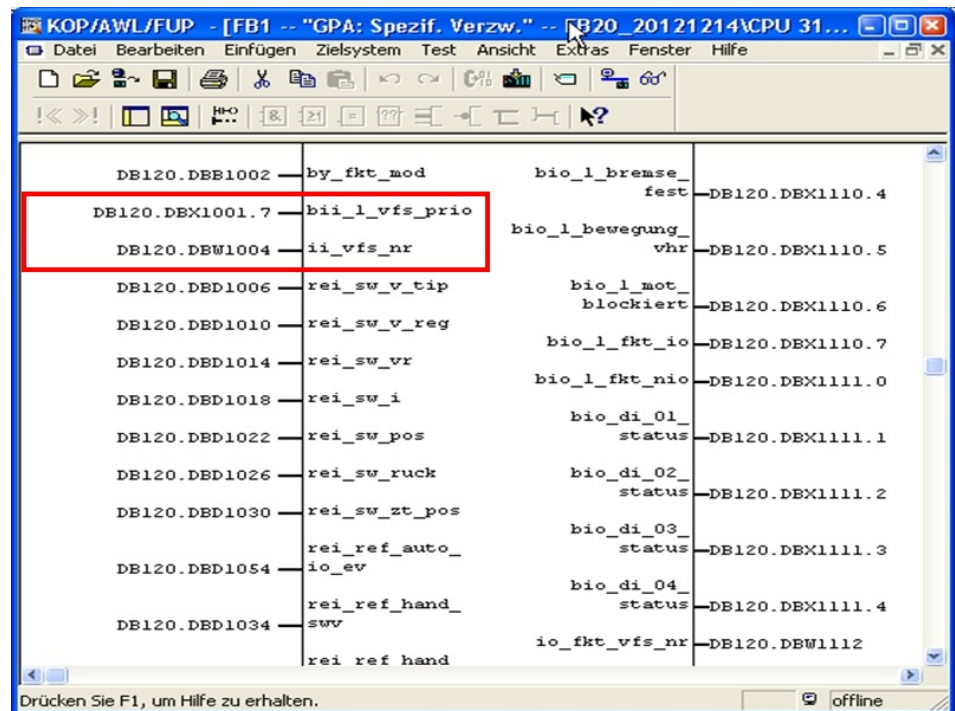 KOP/AWL/FUP - [FB1 -- "GPA: Spezif. Verzw." -- FB20_20121214\CPU 31...
Datei Bearbeiten Einfügen Zielsystem Test Ansicht Extras Fenster Hilfe
DB120.DBB1002 by_fkt_mod
DB120.DBX1001.7 bii_l_vfs_prio
DB120.DBW1004 ii_vfs_nr
DB120.DBD1006 rei_sw_v_tip
DB120.DBD1010 rei_sw_v_reg
DB120.DBD1014 rei_sw_vr
DB120.DBD1018 rei_sw_i
DB120.DBD1022 rei_sw_pos
DB120.DBD1026 rei_sw_ruck
DB120.DBD1030 rei_sw_zt_pos
rei_ref_auto_
DB120.DBD1054 io_ev
rei_ref_hand_
DB120.DBD1034 swv
rei ref hand
bio_l_bremse_
fest DB120.DBX1110.4
bio_l_bewegung_
vhr DB120.DBX1110.5
bio_l_mot_
blockiert DB120.DBX1110.6
bio_l_fkt_io DB120.DBX1110.7
bio_l_fkt_nio DB120.DBX1111.0
bio_di_01_
status DB120.DBX1111.1
bio_di_02_
status DB120.DBX1111.2
bio_di_03_
status DB120.DBX1111.3
bio_di_04_
status DB120.DBX1111.4
io_fkt_vfs_nr DB120.DBW1112
Drücken Sie F1, um Hilfe zu erhalten.
offline